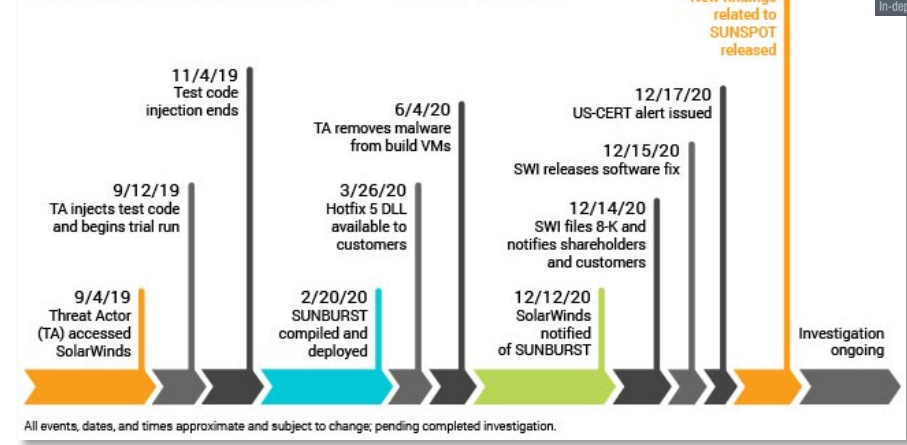 related to
SUNSPOT
released
In-dep
11/4/19
Test code
injection ends
6/4/20
TA removes malware
from build VMs
12/17/20
US-CERT alert issued
12/15/20
SWI releases software fix
9/12/19
TA injects test code
and begins trial run
3/26/20
Hotfix 5 DLL
available to
customers
12/14/20
SWI files 8-K and
notifies shareholders
and customers
9/4/19
Threat Actor
(TA) accessed
SolarWinds
2/20/20
SUNBURST
compiled and
deployed
12/12/20
SolarWinds
notified
of SUNBURST
Investigation
ongoing
All events, dates, and times approximate and subject to change; pending completed investigation.